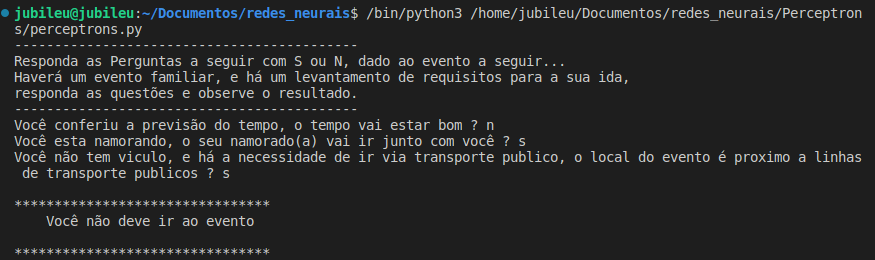 jubileu@jubileu:~/Documentos/redes_neurais$ /bin/python3 /home/jubileu/Documentos/redes_neurais/Perceptron
s/perceptrons.py
-------------------------------------------
Responda as Perguntas a seguir com S ou N, dado ao evento a seguir...
Haverá um evento familiar, e há um levantamento de requisitos para a sua ida,
responda as questões e observe o resultado.
-------------------------------------------
Você conferiu a previsão do tempo, o tempo vai estar bom ? n
Você esta namorando, o seu namorado(a) vai ir junto com você ? s
Você não tem viculo, e há a necessidade de ir via transporte publico, o local do evento é proximo a linhas
de transporte publicos ? s
********************************
Você não deve ir ao evento
********************************